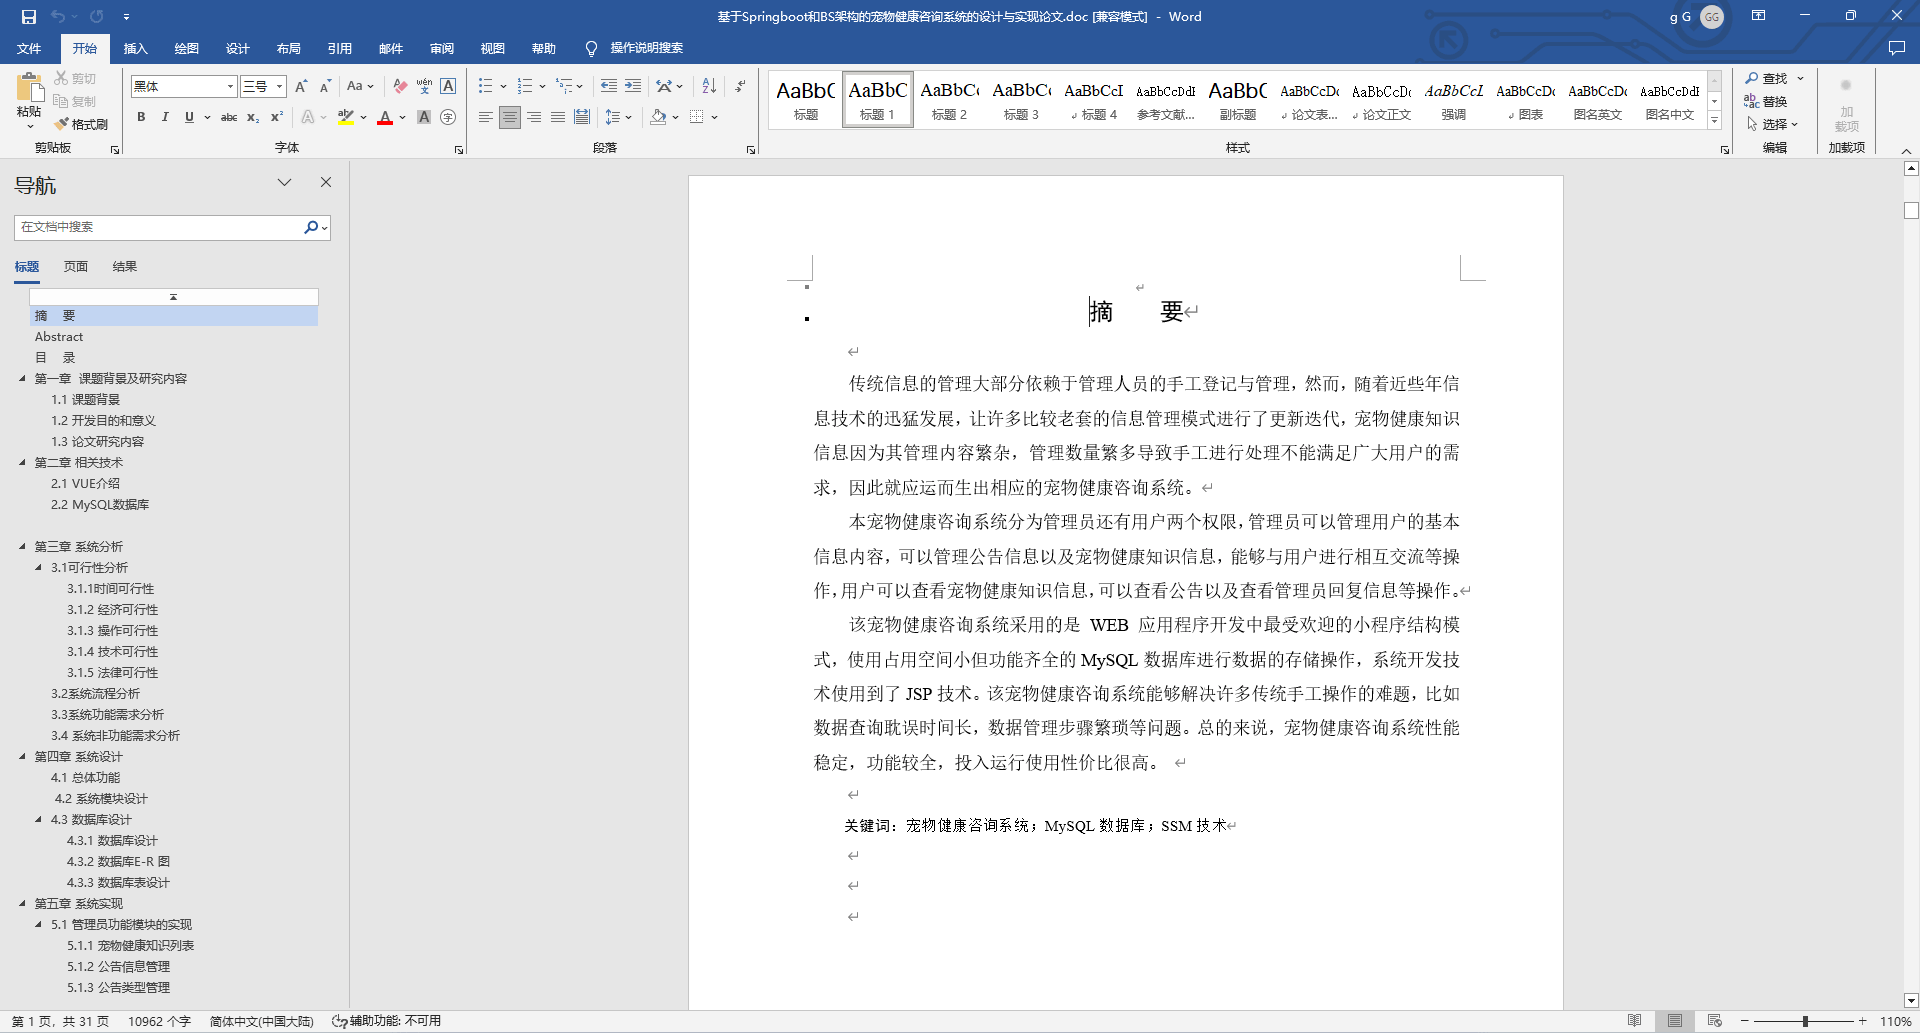 基于Springboot和BS架构的宠物健康咨询系统的设计与实现论文.doc [兼容模式] - Word
g G
GG
文件 开始 插入 绘图 设计 布局 引用 邮件 审阅 视图 帮助 操作说明搜索
粘贴
剪切
复制
格式刷
剪贴板
黑体 三号
字体
段落
AaBbC 标题
AaBbC 标题 1
AaBbC 标题 2
AaBbC 标题 3
AaBbCcI 标题 4
AaBbCcDdI 参考文献...
AaBbC 副标题
AaBbCcDc 论文表...
AaBbCcDc 论文正文
AaBbCcL 强调
AaBbCcDc 图表
AaBbCcDc 图名英文
AaBbCcDdI 图名中文
样式
查找
替换
选择
编辑
加
载项
加载项
导航
在文档中搜索
标题 页面 结果
摘 要
Abstract
目 录
第一章 课题背景及研究内容
1.1 课题背景
1.2 开发目的和意义
1.3 论文研究内容
第二章 相关技术
2.1 VUE介绍
2.2 MySQL数据库
第三章 系统分析
3.1可行性分析
3.1.1时间可行性
3.1.2 经济可行性
3.1.3 操作可行性
3.1.4 技术可行性
3.1.5 法律可行性
3.2系统流程分析
3.3系统功能需求分析
3.4 系统非功能需求分析
第四章 系统设计
4.1 总体功能
4.2 系统模块设计
4.3 数据库设计
4.3.1 数据库设计
4.3.2 数据库E-R 图
4.3.3 数据库表设计
第五章 系统实现
5.1 管理员功能模块的实现
5.1.1 宠物健康知识列表
5.1.2 公告信息管理
5.1.3 公告类型管理
摘 要
传统信息的管理大部分依赖于管理人员的手工登记与管理，然而，随着近些年信
息技术的迅猛发展，让许多比较老套的信息管理模式进行了更新迭代，宠物健康知识
信息因为其管理内容繁杂，管理数量繁多导致手工进行处理不能满足广大用户的需
求，因此就应运而生出相应的宠物健康咨询系统。
本宠物健康咨询系统分为管理员还有用户两个权限，管理员可以管理用户的基本
信息内容，可以管理公告信息以及宠物健康知识信息，能够与用户进行相互交流等操
作，用户可以查看宠物健康知识信息，可以查看公告以及查看管理员回复信息等操作。
该宠物健康咨询系统采用的是 WEB 应用程序开发中最受欢迎的小程序结构模
式，使用占用空间小但功能齐全的 MySQL 数据库进行数据的存储操作，系统开发技
术使用到了 JSP 技术。该宠物健康咨询系统能够解决许多传统手工操作的难题，比如
数据查询耽误时间长，数据管理步骤繁琐等问题。总的来说，宠物健康咨询系统性能
稳定，功能较全，投入运行使用性价比很高。
关键词：宠物健康咨询系统；MySQL 数据库；SSM 技术
第 1 页，共 31 页 10962 个字 简体中文(中国大陆) 辅助功能: 不可用
110%